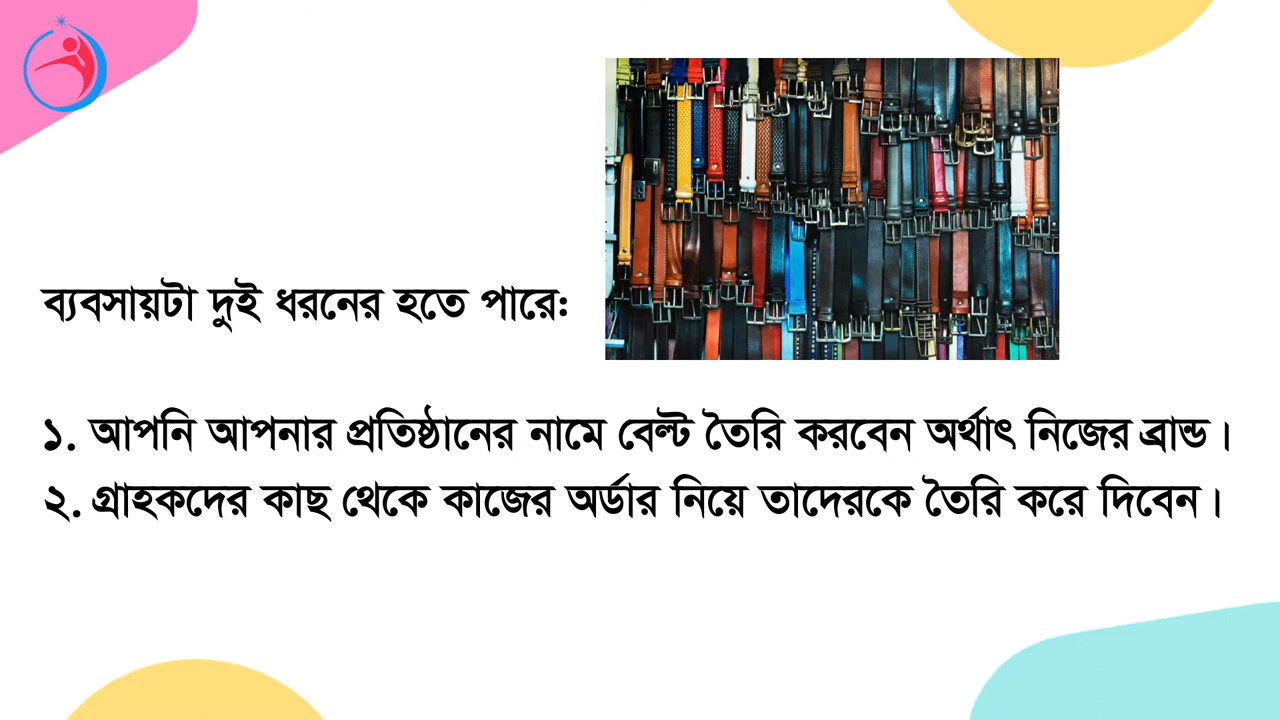 ব্যবসায়টা দুই ধরনের হতে পারে:
১. আপনি আপনার প্রতিষ্ঠানের নামে বেল্ট তৈরি করবেন অর্থাৎ নিজের ব্রান্ড।
২. গ্রাহকদের কাছ থেকে কাজের অর্ডার নিয়ে তাদেরকে তৈরি করে দিবেন।